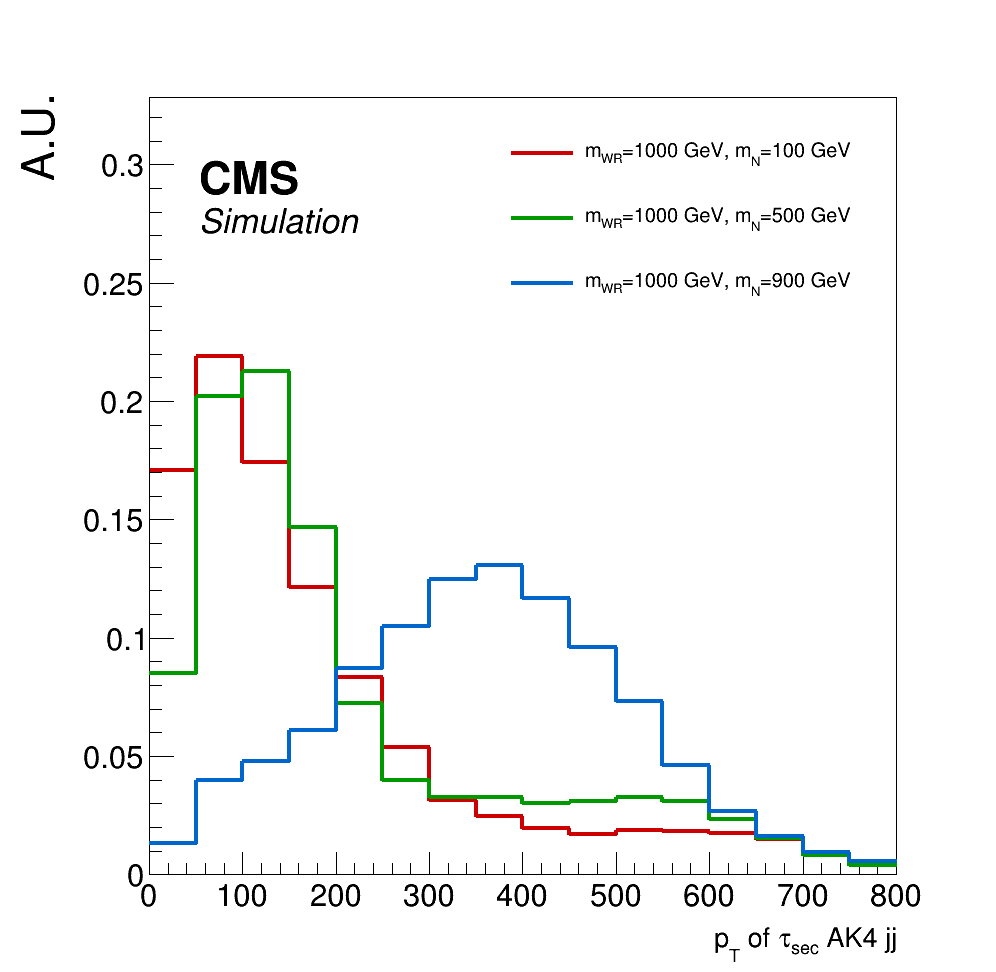 A.U.
CMS
Simulation
m_WR=1000 GeV, m_N=100 GeV
m_WR=1000 GeV, m_N=500 GeV
m_WR=1000 GeV, m_N=900 GeV
0.3
0.25
0.2
0.15
0.1
0.05
0
0 100 200 300 400 500 600 700 800
p_T of τ_sec AK4 jj